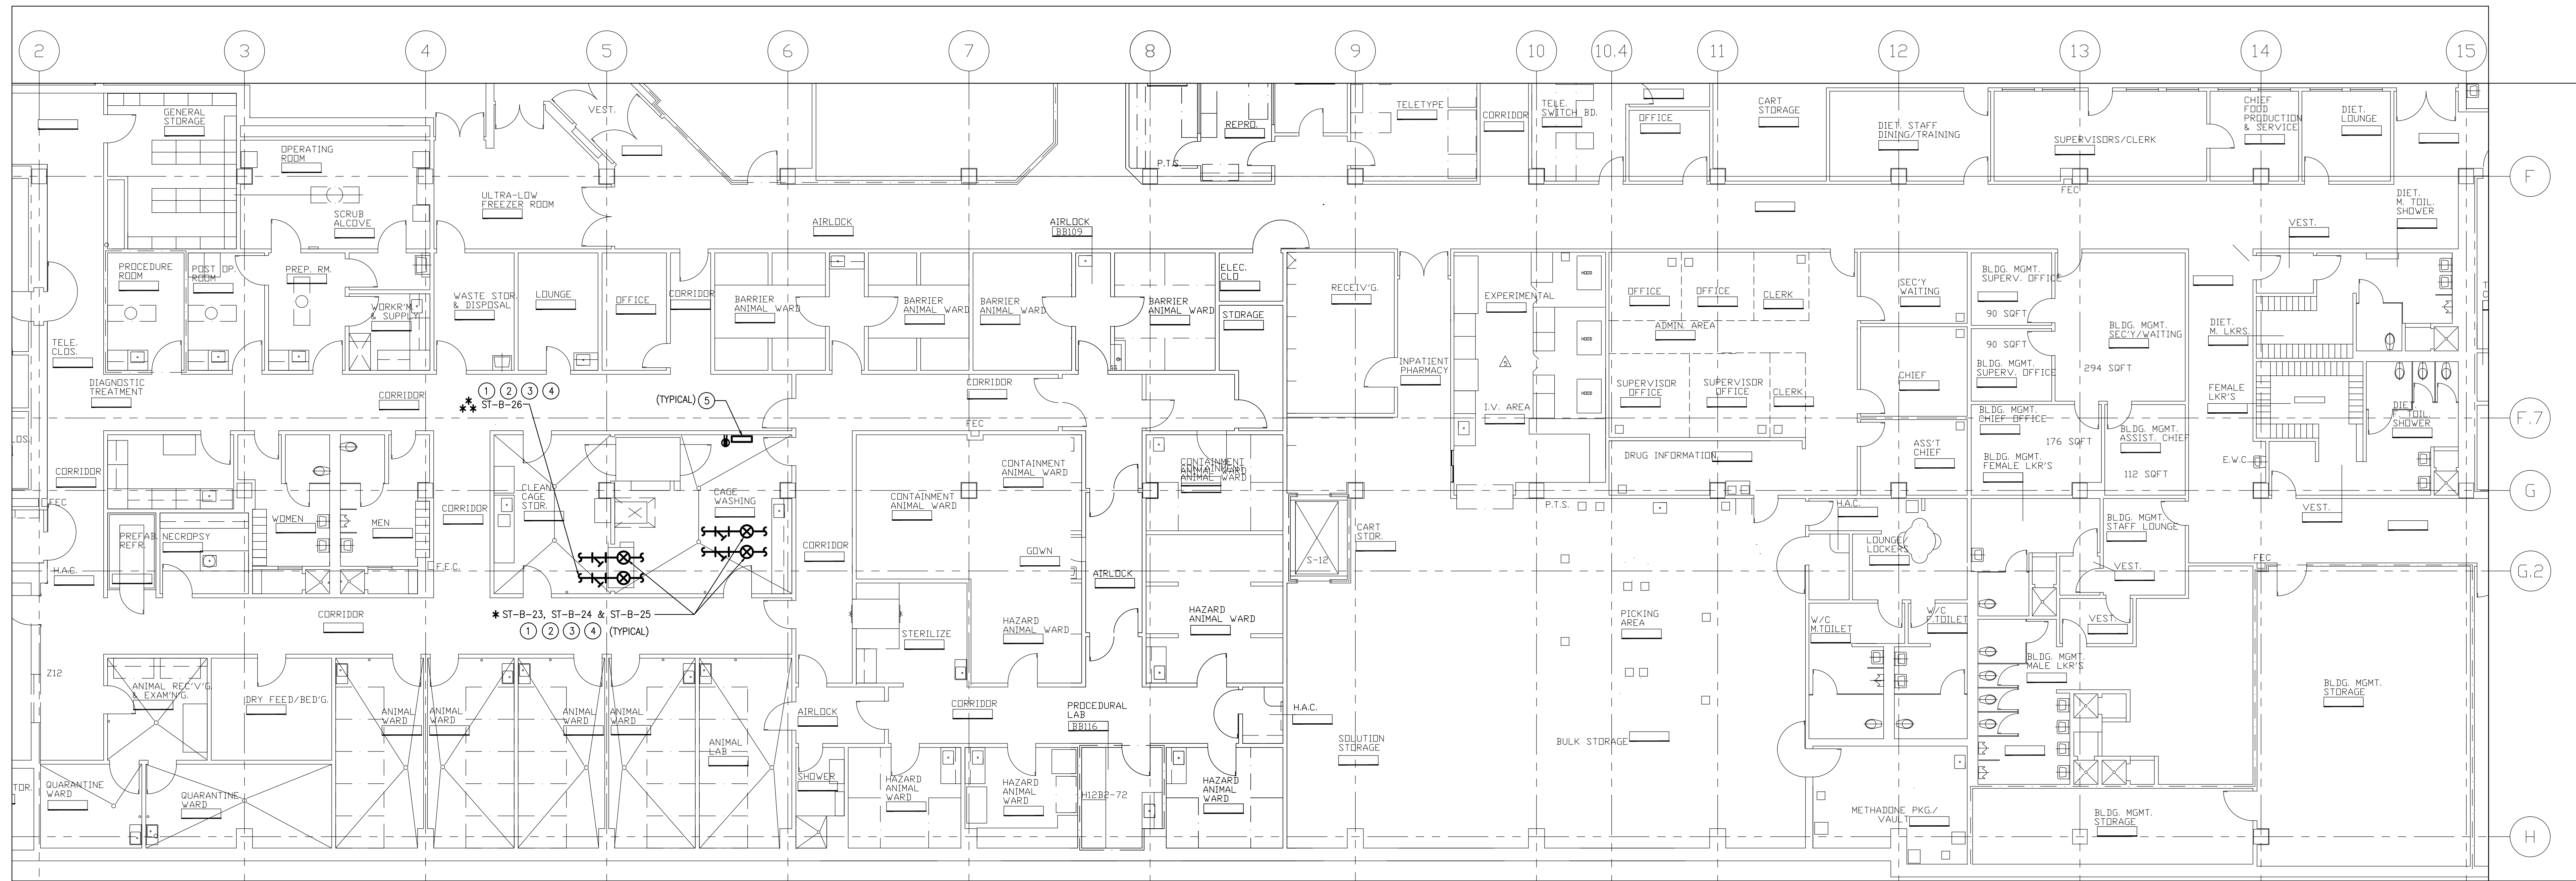 2
3
4
5
6
7
8
9
10
10.4
11
12
13
14
15
GENERAL
STORAGE
OPERATING
ROOM
SCRUB
ALCOVE
VEST.
ULTRA-LOW
FREEZER ROOM
AIRLOCK
AIRLOCK
BB109
REPRO.
P.T.S.
TELETYPE
CORRIDOR
TELE.
SWITCH BD.
OFFICE
CART
STORAGE
DIET. STAFF
DINING/TRAINING
SUPERVISORS/CLERK
CHIEF
FOOD
PRODUCTION
& SERVICE
DIET.
LOUNGE
F
FEC
DIET.
M. TOIL.
SHOWER
VEST.
PROCEDURE
ROOM
POST OP.
ROOM
PREP. RM.
WORKR'M
& SUPPLY
WASTE STOR.
& DISPOSAL
LOUNGE
OFFICE
CORRIDOR
BARRIER
ANIMAL WARD
BARRIER
ANIMAL WARD
BARRIER
ANIMAL WARD
BARRIER
ANIMAL WARD
ELEC.
CLO
STORAGE
RECEIV'G.
EXPERIMENTAL
HOOD
HOOD
HOOD
OFFICE
OFFICE
CLERK
ADMIN. AREA
SEC'Y
WAITING
BLDG. MGMT.
SUPERV. OFFICE
90 SQFT
90 SQFT
BLDG. MGMT.
SUPERV. OFFICE
BLDG. MGMT.
SEC'Y/WAITING
294 SQFT
DIET.
M. LKRS.
TELE.
CLOS.
DIAGNOSTIC
TREATMENT
CORRIDOR
1 2 3 4
** ST-B-26
(TYPICAL) 5
CORRIDOR
FEC
INPATIENT
PHARMACY
I.V. AREA
SUPERVISOR
OFFICE
SUPERVISOR
OFFICE
CLERK
CHIEF
FEMALE
LKR'S
DIET.
F. TOIL.
SHOWER
F.7
BLDG. MGMT.
CHIEF OFFICE
176 SQFT
BLDG. MGMT.
ASSIST. CHIEF
112 SQFT
BLDG. MGMT.
FEMALE LKR'S
ASS'T
CHIEF
DRUG INFORMATION
E.W.C.
LOS.
CORRIDOR
FEC
CORRIDOR
CLEAN
CAGE
STOR.
CAGE
WASHING
CONTAINMENT
ANIMAL WARD
CONTAINMENT
ANIMAL WARD
CONTAINMENT
ANIMAL WARD
G
P.T.S.
H.A.C.
VEST.
PREFAB.
REFR.
NECROPSY
WOMEN
MEN
CORRIDOR
GOWN
AIRLOCK
S-12
CART
STOR.
LOUNGE/
LOCKERS
BLDG. MGMT.
STAFF LOUNGE
VEST.
FEC
G.2
H.A.C.
F.E.C.
CORRIDOR
* ST-B-23, ST-B-24 & ST-B-25
1 2 3 4 (TYPICAL)
STERILIZE
HAZARD
ANIMAL WARD
HAZARD
ANIMAL WARD
PICKING
AREA
W/C
M.TOILET
W/C
F.TOILET
VEST.
BLDG. MGMT.
MALE LKR'S
BLDG. MGMT.
STORAGE
Z12
ANIMAL REC'V'G.
& EXAM'N'G.
DRY FEED/BED'G.
ANIMAL
WARD
ANIMAL
WARD
ANIMAL
WARD
ANIMAL
WARD
ANIMAL
LAB
AIRLOCK
CORRIDOR
PROCEDURAL
LAB
BB116
H.A.C.
SOLUTION
STORAGE
BULK STORAGE
TOR.
QUARANTINE
WARD
QUARANTINE
WARD
SHOWER
HAZARD
ANIMAL
WARD
HAZARD
ANIMAL
WARD
H12B2-72
HAZARD
ANIMAL
WARD
METHADONE PKG./
VAULT
BLDG. MGMT.
STORAGE
H